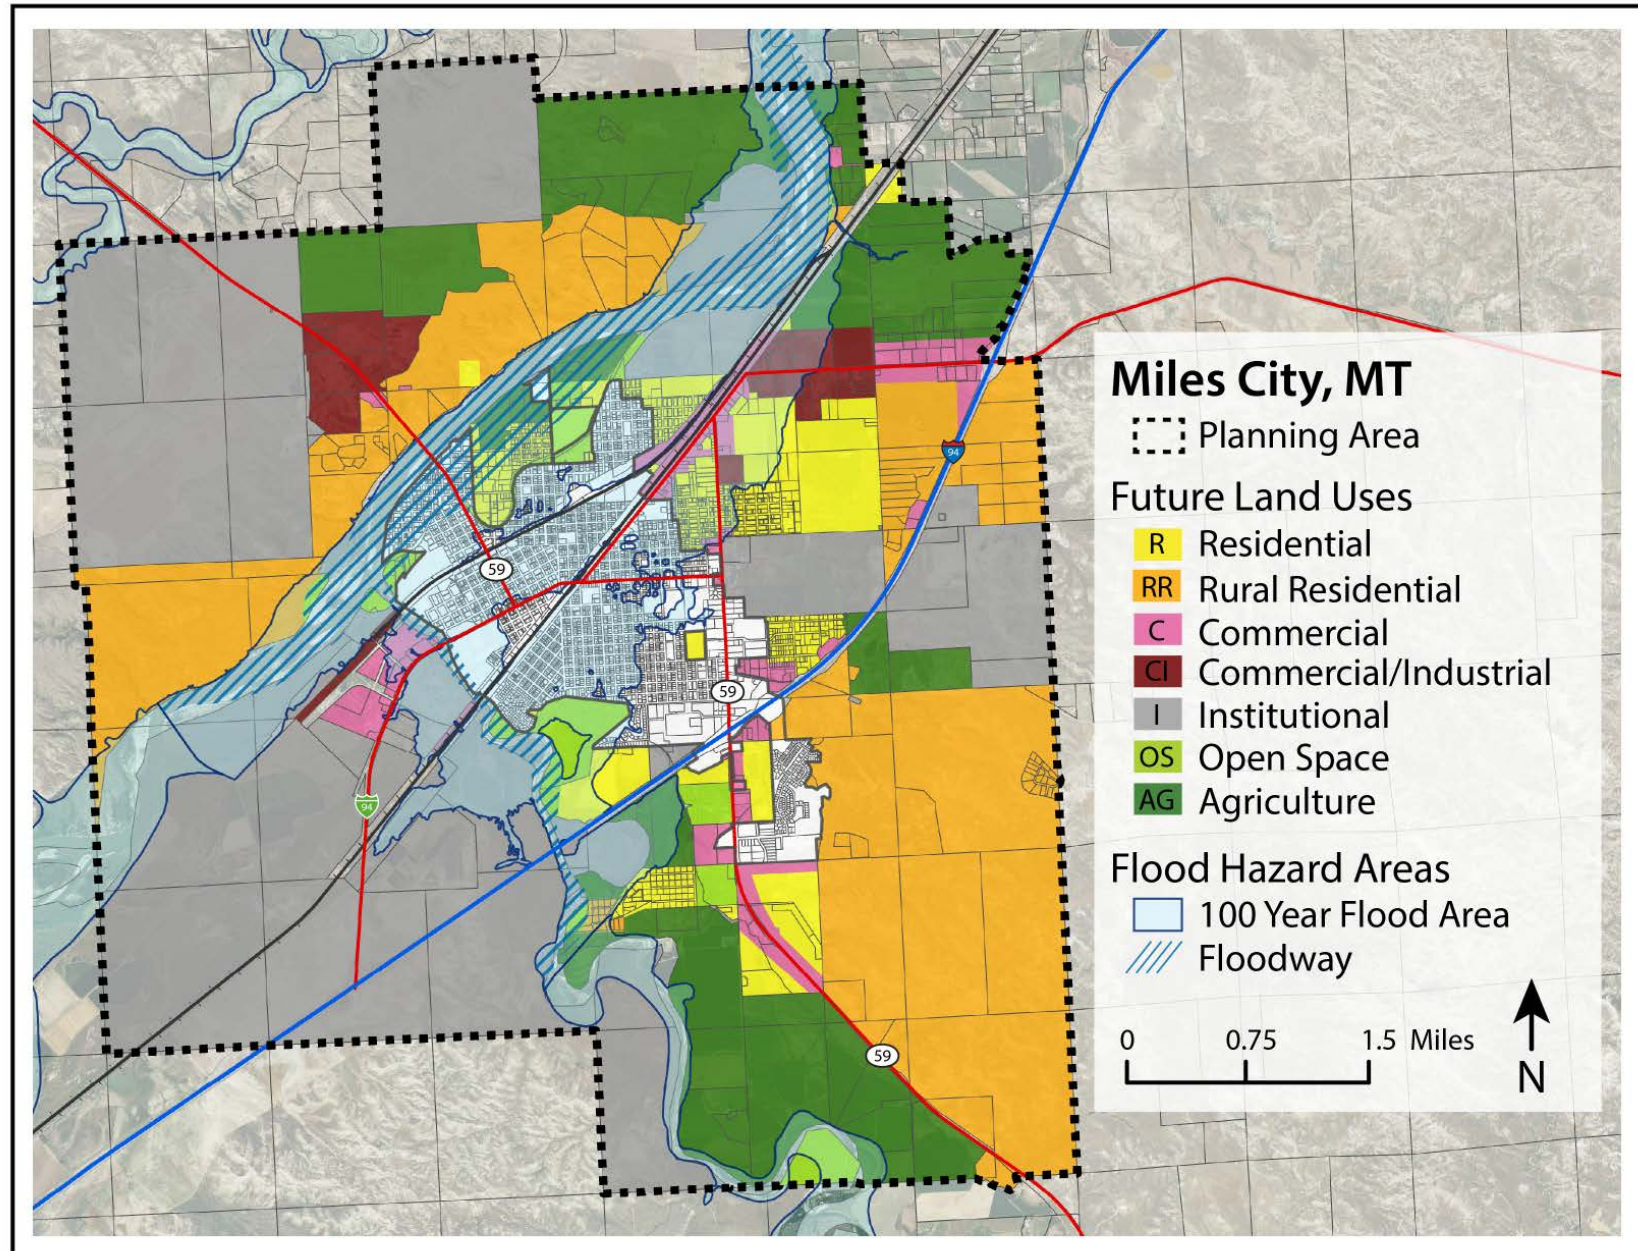 Miles City, MT
Planning Area
Future Land Uses
R Residential
RR Rural Residential
C Commercial
CI Commercial/Industrial
I Institutional
OS Open Space
AG Agriculture
Flood Hazard Areas
100 Year Flood Area
Floodway
0 0.75 1.5 Miles
N
94
59
59
94
59